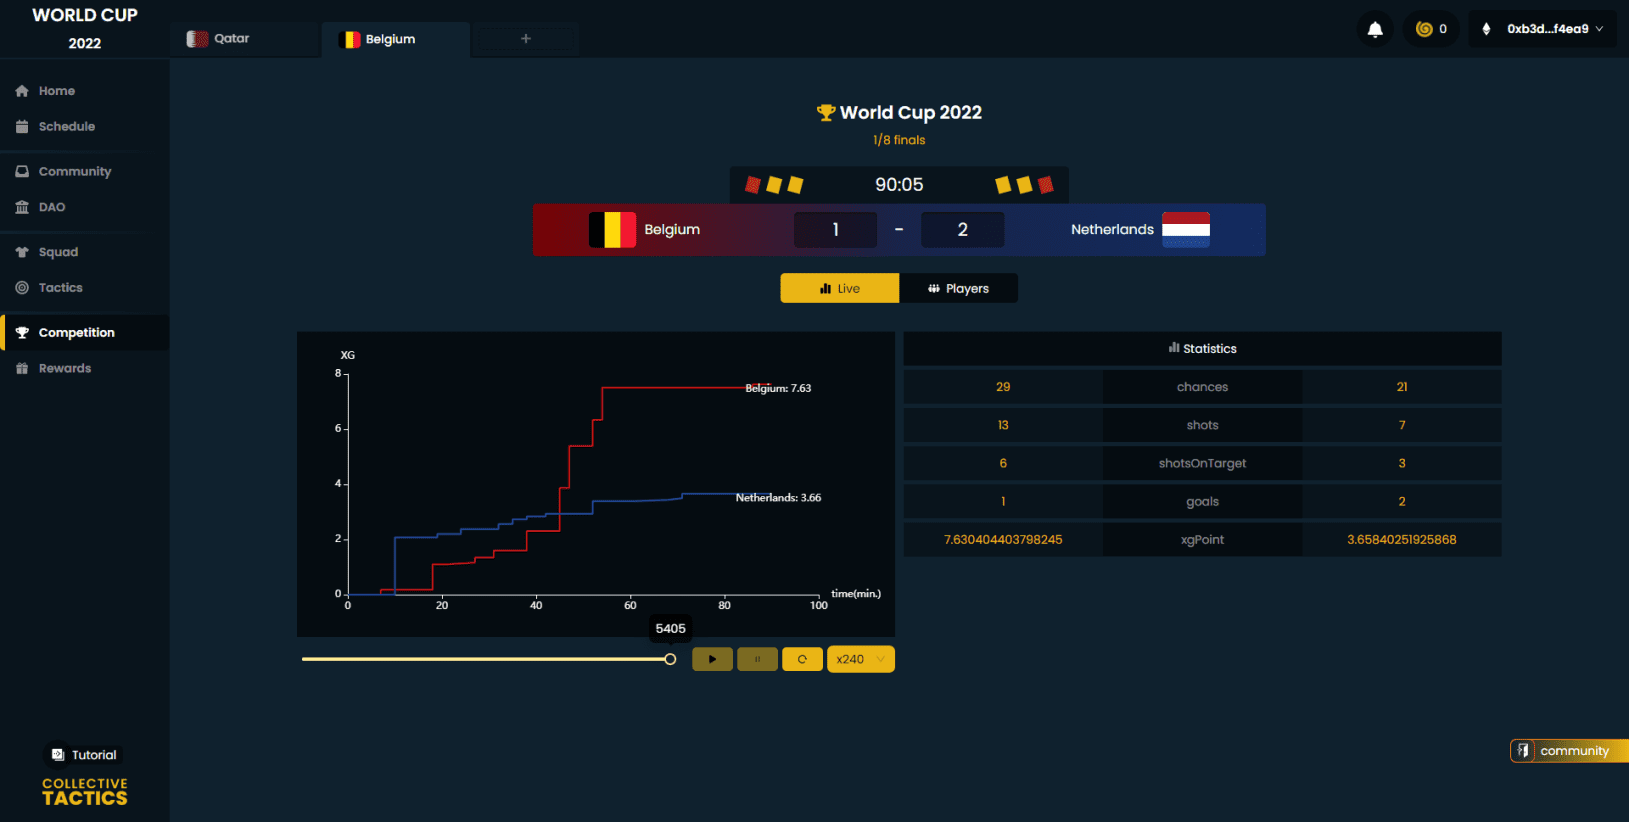 WORLD CUP
2022
Qatar
Belgium
+
0
0xb3d...f4ea9
Home
Schedule
Community
DAO
Squad
Tactics
Competition
Rewards
Tutorial
COLLECTIVE
TACTICS
World Cup 2022
1/8 finals
90:05
Belgium
1
-
2
Netherlands
Live
Players
XG
8
6
4
2
0
Belgium: 7.63
Netherlands: 3.66
0
20
40
60
80
100
time(min.)
5405
x240
Statistics
29 chances 21
13 shots 7
6 shotsOnTarget 3
1 goals 2
7.630404403798245 xgPoint 3.65840251925868
community